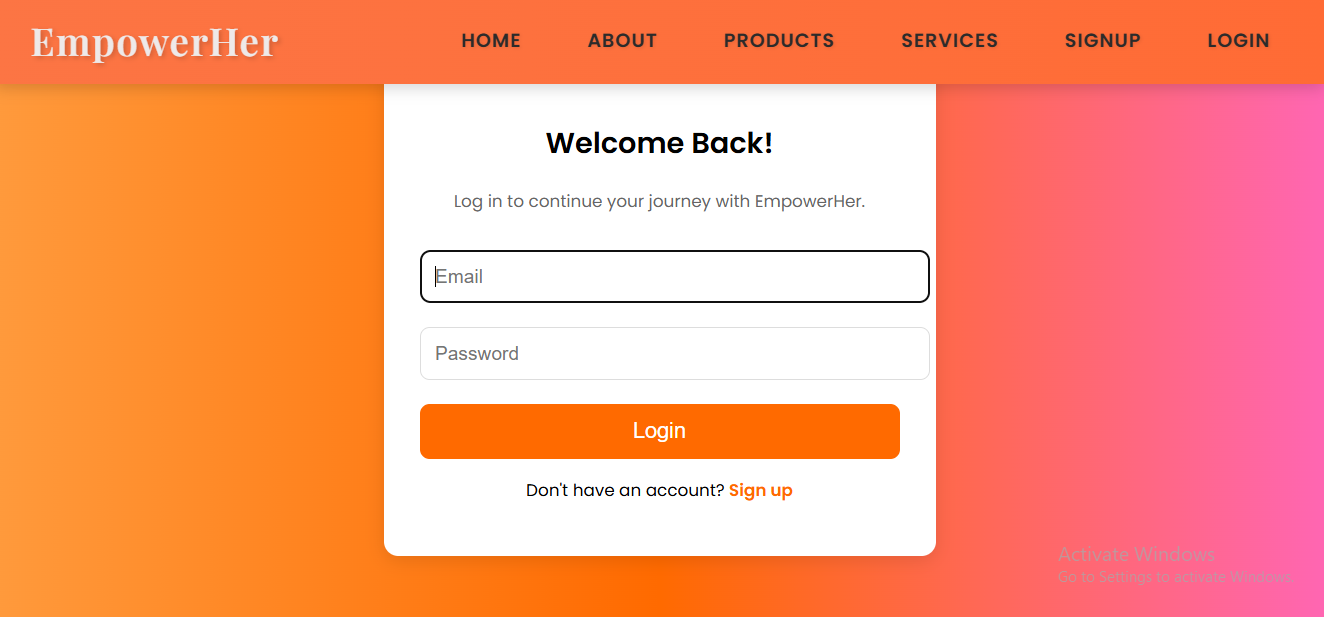 EmpowerHer HOME ABOUT PRODUCTS SERVICES SIGNUP LOGIN
Welcome Back!
Log in to continue your journey with EmpowerHer.
Email
Password
Login
Don't have an account? Sign up
Activate Windows
Go to Settings to activate Windows.